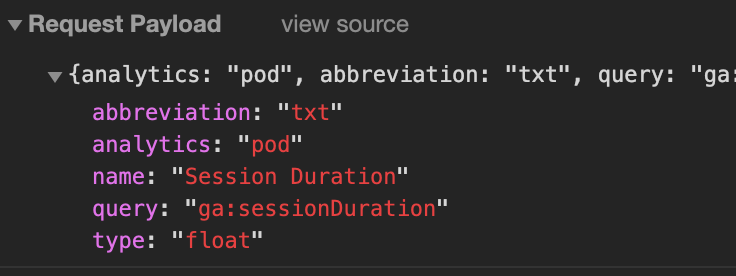 Request Payload view source
{analytics: "pod", abbreviation: "txt", query: "ga:
abbreviation: "txt"
analytics: "pod"
name: "Session Duration"
query: "ga:sessionDuration"
type: "float"